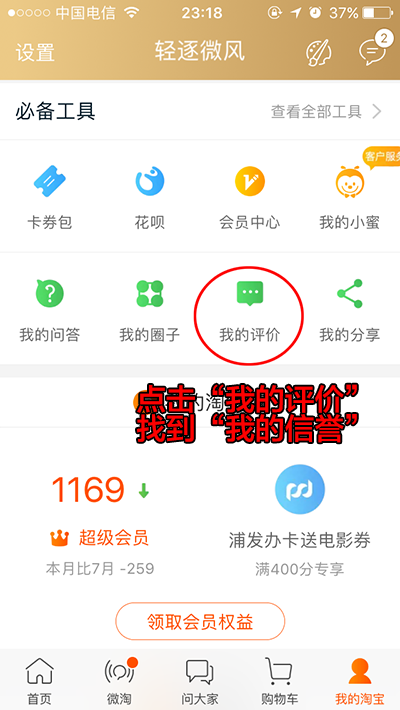 中国电信 23:18 37%
设置 轻逐微风 2
必备工具 查看全部工具
客户服务
卡券包 花呗 会员中心 我的小蜜
我的问答 我的圈子 我的评价 我的分享
的淘
点击“我的评价”
找到“我的信誉”
1169
超级会员 浦发办卡送电影券
本月比7月 -259 满400分专享
领取会员权益
首页 微淘 问大家 购物车 我的淘宝